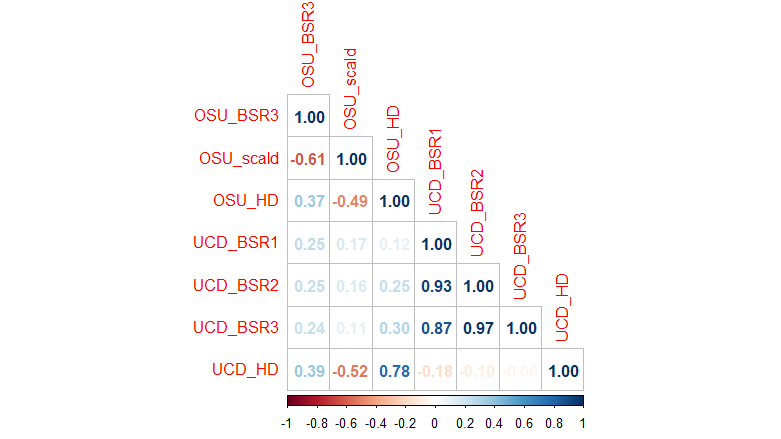 OSU_BSR3
OSU_scald
OSU_HD
UCD_BSR1
UCD_BSR2
UCD_BSR3
UCD_HD
OSU_BSR3 1.00
OSU_scald -0.61 1.00
OSU_HD 0.37 -0.49 1.00
UCD_BSR1 0.25 0.17 0.12 1.00
UCD_BSR2 0.25 0.16 0.25 0.93 1.00
UCD_BSR3 0.24 0.11 0.30 0.87 0.97 1.00
UCD_HD 0.39 -0.52 0.78 -0.18 -0.10 -0.06 1.00
-1 -0.8 -0.6 -0.4 -0.2 0 0.2 0.4 0.6 0.8 1